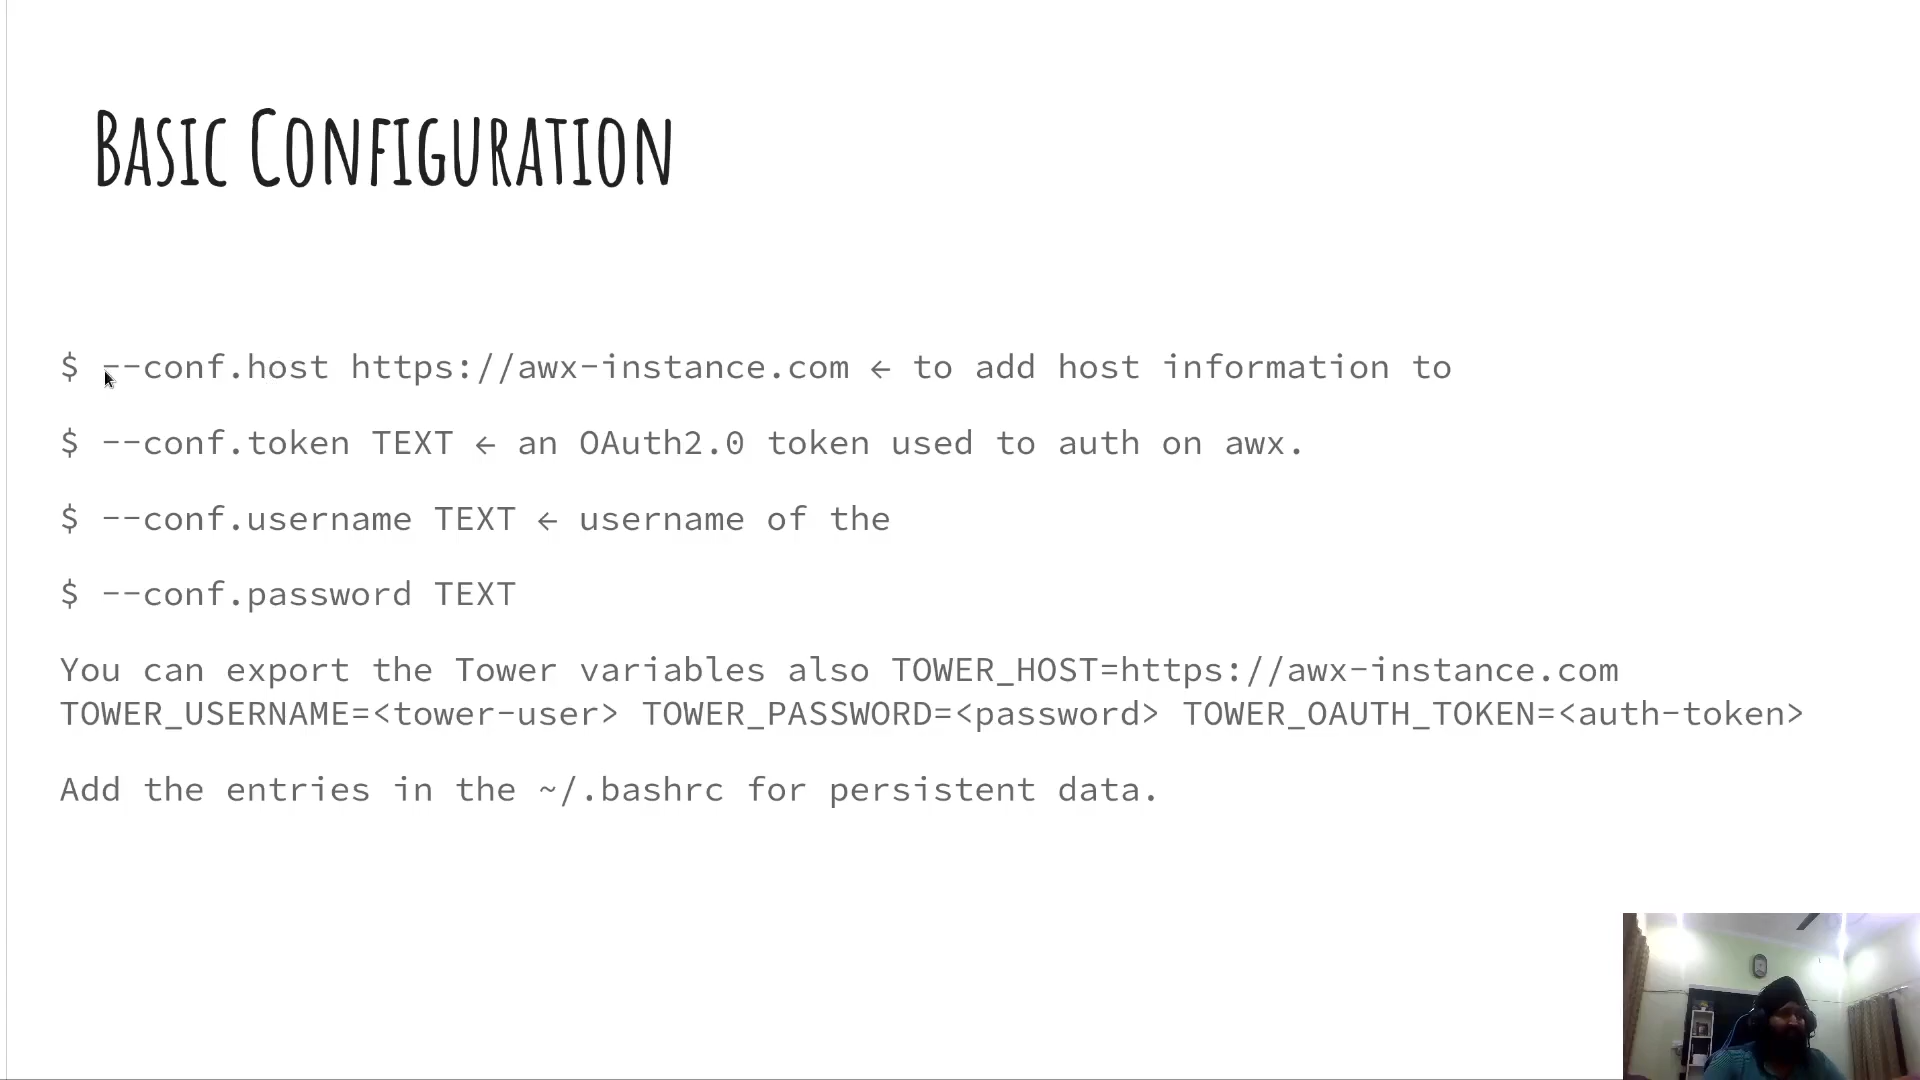 BASIC CONFIGURATION
$ --conf.host https://awx-instance.com ← to add host information to
$ --conf.token TEXT ← an OAuth2.0 token used to auth on awx.
$ --conf.username TEXT ← username of the
$ --conf.password TEXT
You can export the Tower variables also TOWER_HOST=https://awx-instance.com
TOWER_USERNAME=<tower-user> TOWER_PASSWORD=<password> TOWER_OAUTH_TOKEN=<auth-token>
Add the entries in the ~/.bashrc for persistent data.